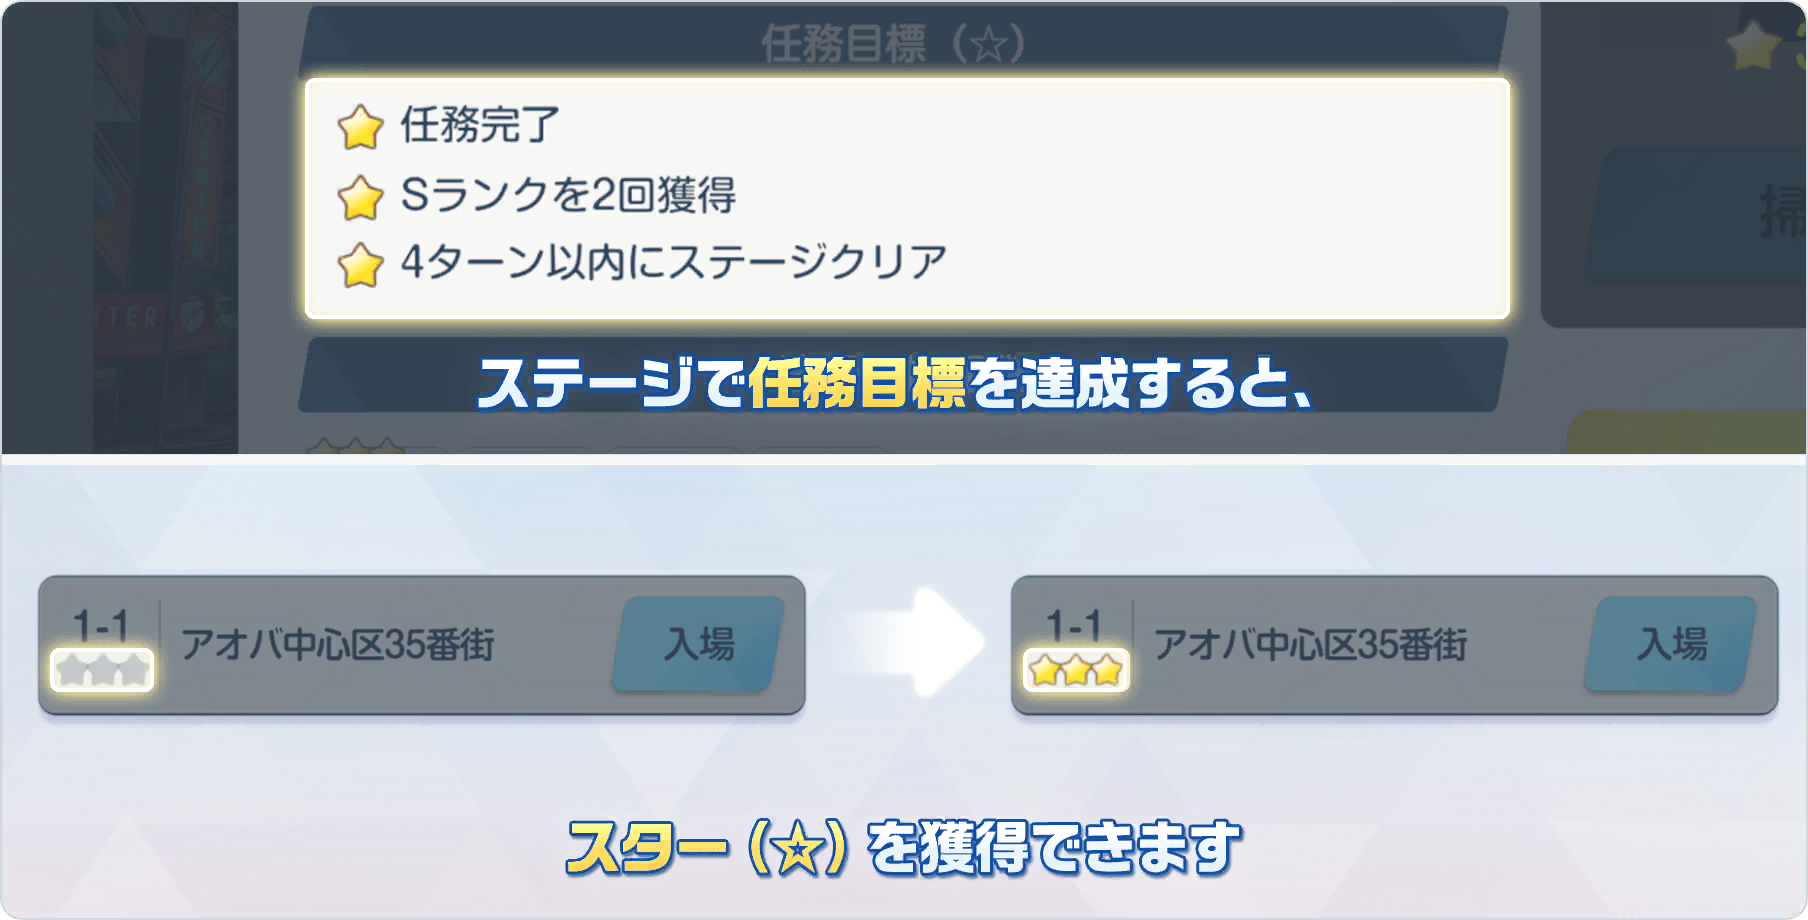 任務目標（☆）
任務完了
Sランクを2回獲得
4ターン以内にステージクリア
掃
TER
ステージで任務目標を達成すると、
1-1
アオバ中心区35番街
入場
1-1
アオバ中心区35番街
入場
スター（☆）を獲得できます